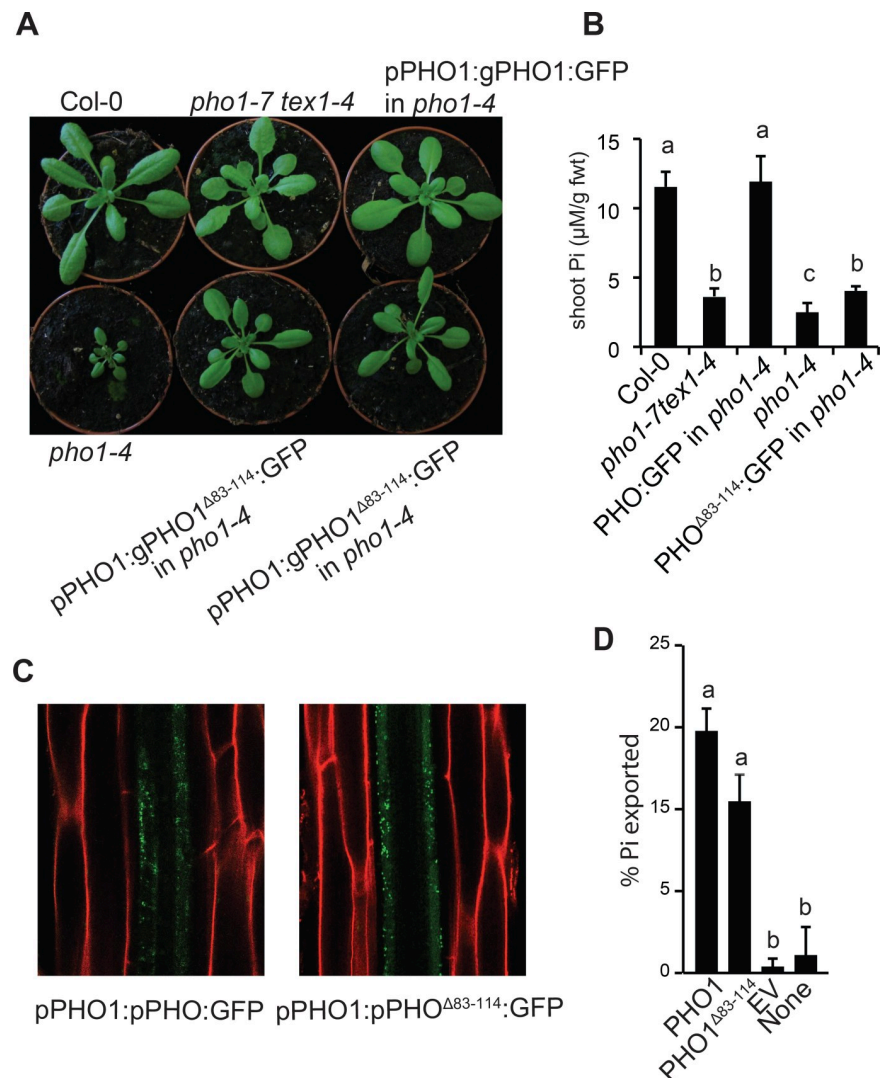 A
Col-0
pho1-7 tex1-4
pPHO1:gPHO1:GFP
in pho1-4
pho1-4
pPHO1:gPHO1Δ83-114:GFP
in pho1-4
pPHO1:gPHO1Δ83-114:GFP
in pho1-4
B
shoot Pi (µM/g fwt)
15
10
5
0
a
b
a
c
b
Col-0
pho1-7tex1-4
PHO:GFP in pho1-4
pho1-4
PHOΔ83-114:GFP in pho1-4
C
pPHO1:pPHO:GFP
pPHO1:pPHOΔ83-114:GFP
D
% Pi exported
25
20
15
5
0
a
a
b
b
PHO1
PHO1Δ83-114
EV
None